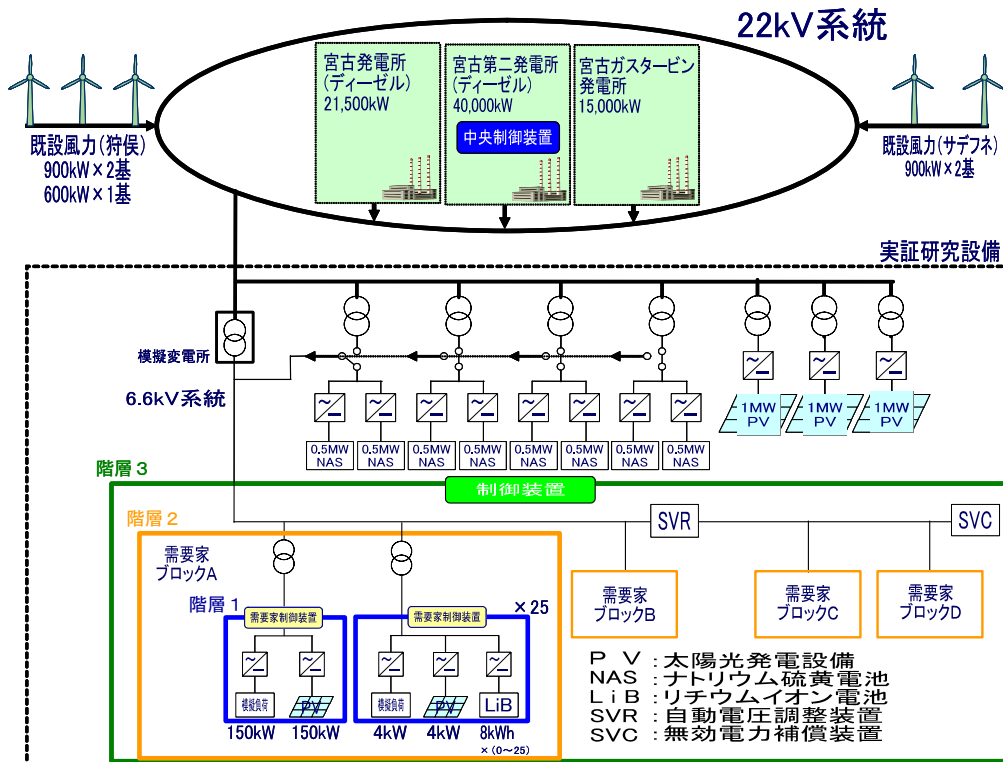 22kV系統
宮古発電所
(ディーゼル)
21,500kW
宮古第二発電所
(ディーゼル)
40,000kW
中央制御装置
宮古ガスタービン
発電所
15,000kW
既設風力(狩俣)
900kW×2基
600kW×1基
既設風力(サデフネ)
900kW×2基
実証研究設備
模擬変電所
6.6kV系統
~ ~ ~ ~ ~ ~ ~ ~ ~ ~ ~
1MW
PV
1MW
PV
1MW
PV
0.5MW
NAS
0.5MW
NAS
0.5MW
NAS
0.5MW
NAS
0.5MW
NAS
0.5MW
NAS
0.5MW
NAS
0.5MW
NAS
階層3
制御装置
SVR
SVC
階層2
需要家
ブロックA
階層1
需要家制御装置
需要家制御装置
×25
~ ~ ~ ~ ~
模擬負荷
PV
模擬負荷
PV
LiB
150kW
150kW
4kW
4kW
8kWh
×(0~25)
需要家
ブロックB
需要家
ブロックC
需要家
ブロックD
PV:太陽光発電設備
NAS:ナトリウム硫黄電池
LiB:リチウムイオン電池
SVR:自動電圧調整装置
SVC:無効電力補償装置